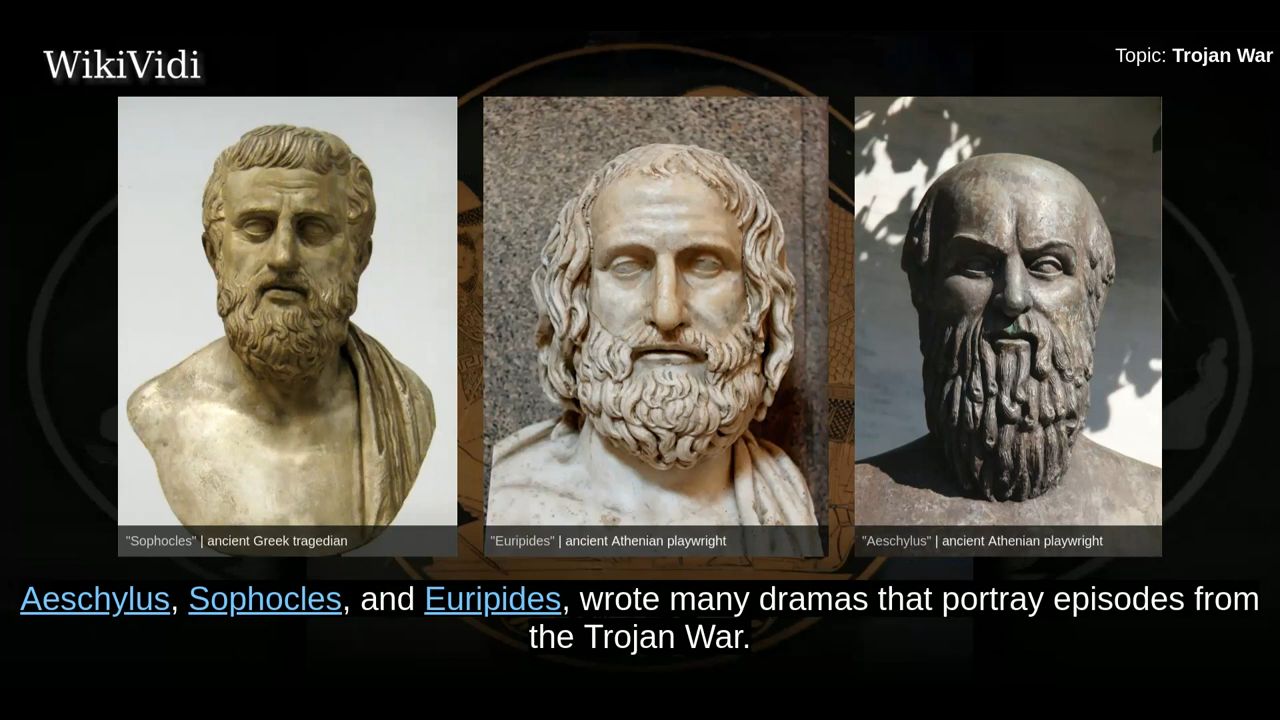 WikiVidi
Topic: Trojan War
"Sophocles" | ancient Greek tragedian
"Euripides" | ancient Athenian playwright
"Aeschylus" | ancient Athenian playwright
Aeschylus, Sophocles, and Euripides, wrote many dramas that portray episodes from
the Trojan War.